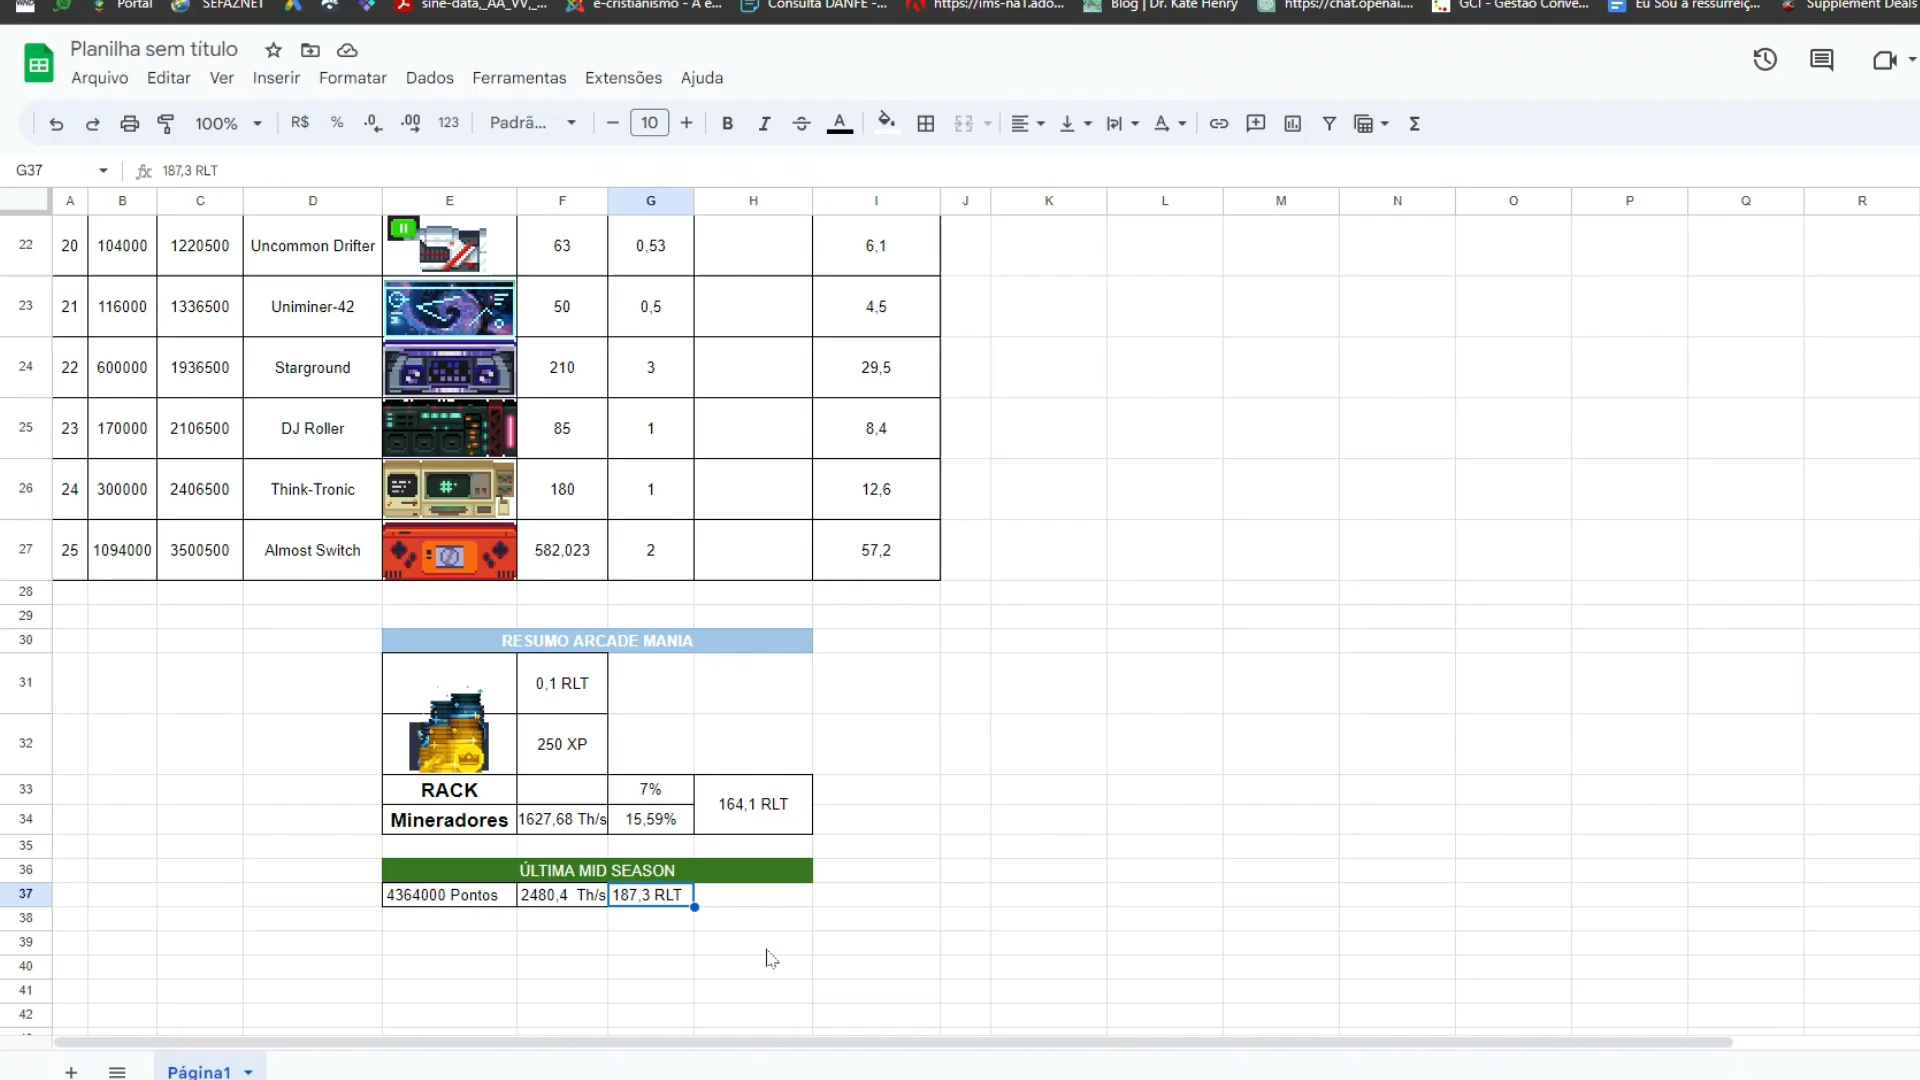 Portal SEFAZNET sine-data,_AA_VV,_... e-cristianismo - A e... Consulta DANFE -... https://ims-na1.ado... Blog | Dr. Kate Henry https://chat.openai.... GCI - Gestão Conve... Eu Sou a ressurreiç... Supplement Deals
Planilha sem título
Arquivo Editar Ver Inserir Formatar Dados Ferramentas Extensões Ajuda
100% R$ % .0 .00 123 Padrã... 10 B I A Σ
G37 fx 187,3 RLT
A B C D E F G H I J K L M N O P Q R
22 20 104000 1220500 Uncommon Drifter 63 0,53 6,1
23 21 116000 1336500 Uniminer-42 50 0,5 4,5
24 22 600000 1936500 Starground 210 3 29,5
25 23 170000 2106500 DJ Roller 85 1 8,4
26 24 300000 2406500 Think-Tronic 180 1 12,6
27 25 1094000 3500500 Almost Switch 582,023 2 57,2
28
29
30 RESUMO ARCADE MANIA
31 0,1 RLT
32 250 XP
33 RACK 7% 164,1 RLT
34 Mineradores 1627,68 Th/s 15,59%
35
36 ÚLTIMA MID SEASON
37 4364000 Pontos 2480,4 Th/s 187,3 RLT
38
39
40
41
42
Página1